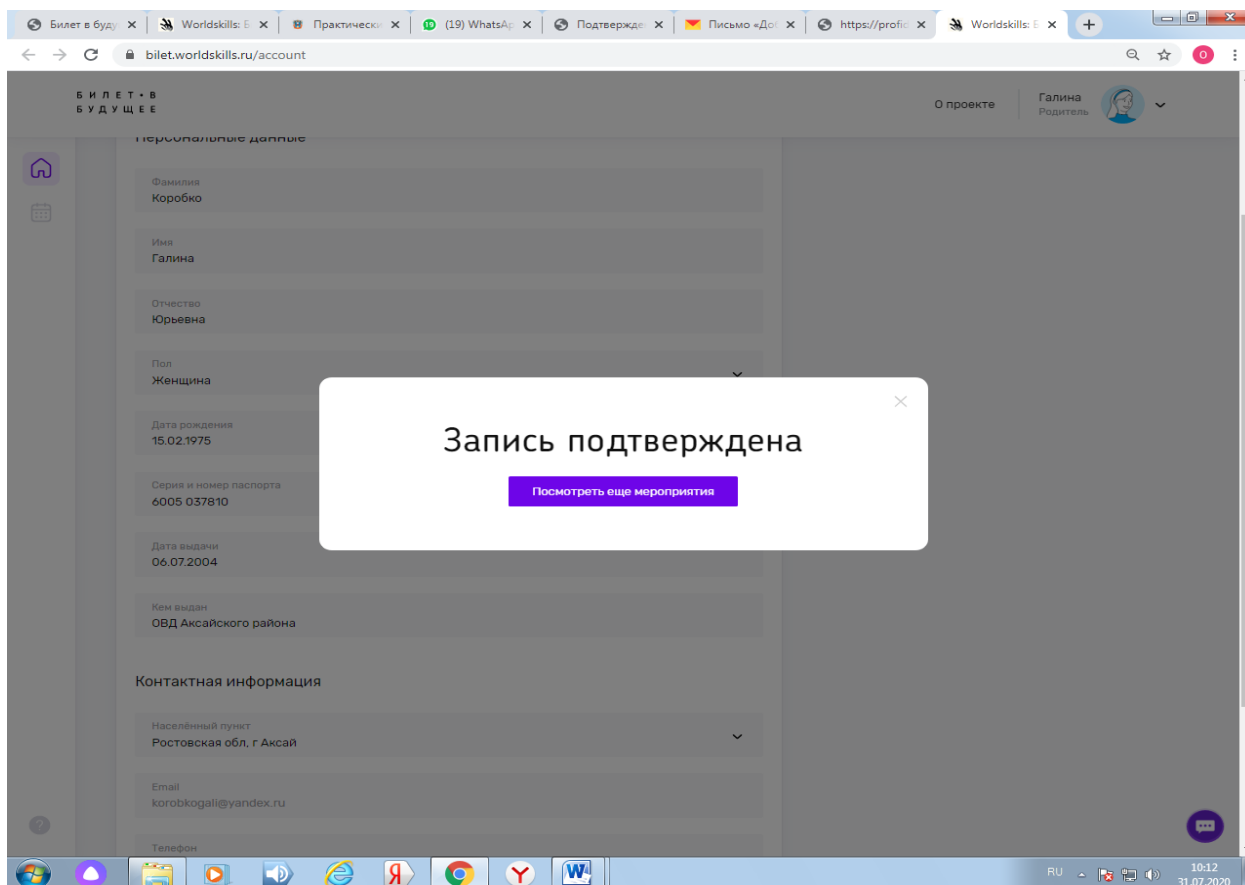 Билет в буду
Worldskills: Б
Практически
(19) WhatsAp
Подтвержде
Письмо «Доб
https://profic
Worldskills: Б
bilet.worldskills.ru/account
О
БИЛЕТ • В
БУДУЩЕЕ
О проекте
Галина
Родитель
Персональные данные
Фамилия
Коробко
Имя
Галина
Отчество
Юрьевна
Пол
Женщина
Дата рождения
15.02.1975
Серия и номер паспорта
6005 037810
Дата выдачи
06.07.2004
Кем выдан
ОВД Аксайского района
Запись подтверждена
Посмотреть еще мероприятия
Контактная информация
Населённый пункт
Ростовская обл, г Аксай
Email
korobkogali@yandex.ru
Телефон
RU
10:12
31.07.2020